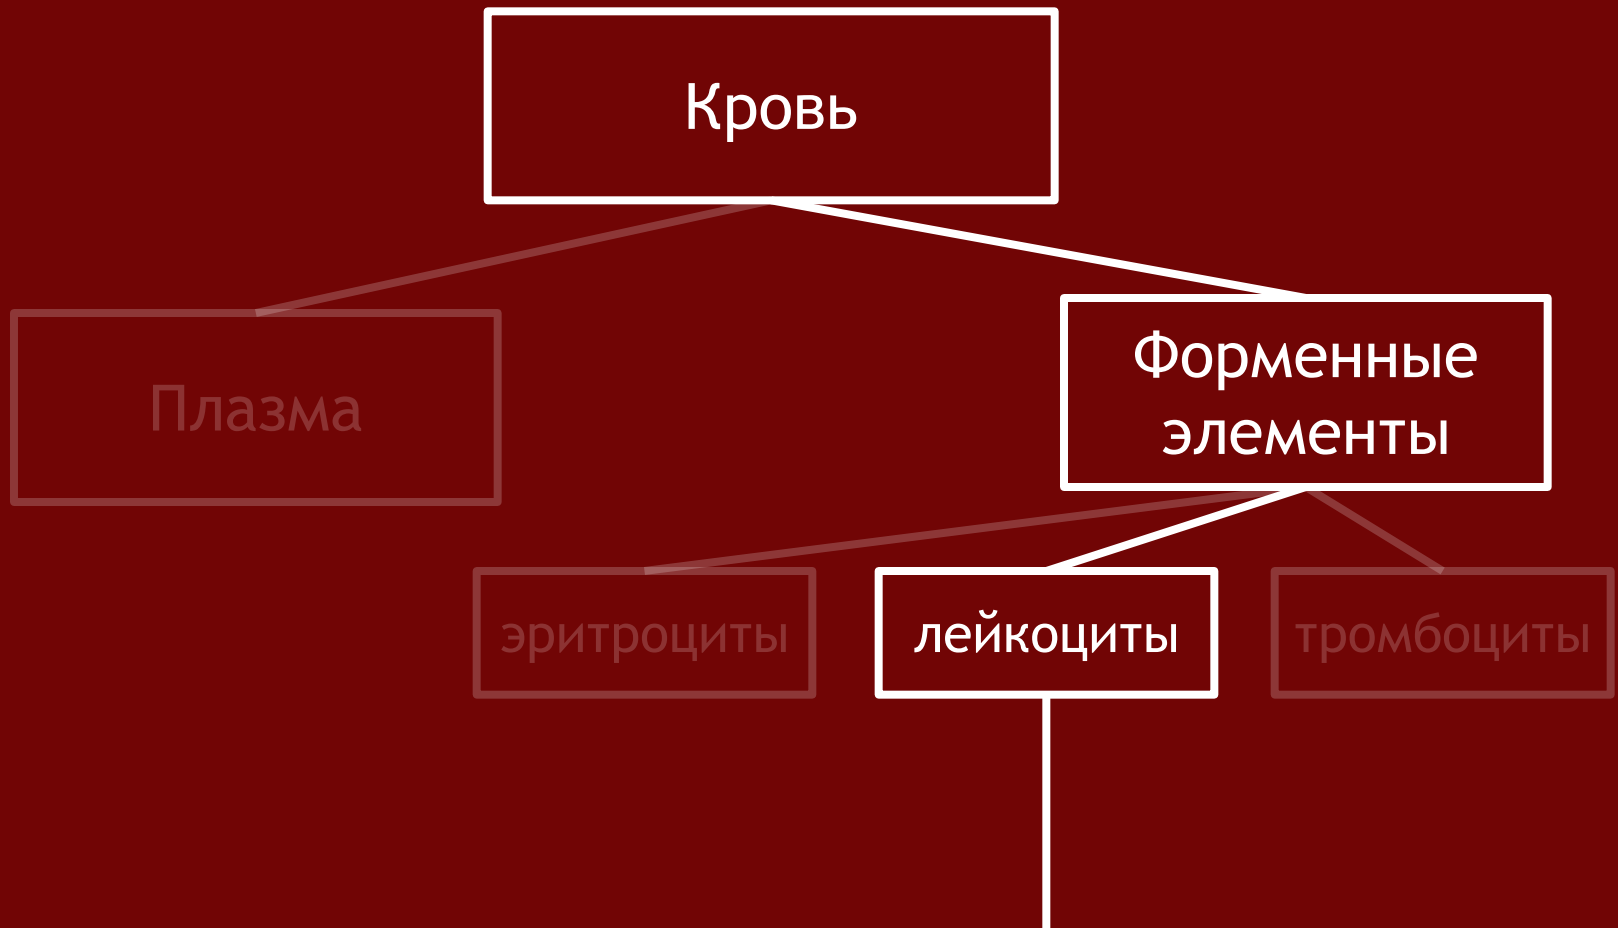 Кровь
Плазма
Форменные
элементы
эритроциты
лейкоциты
тромбоциты